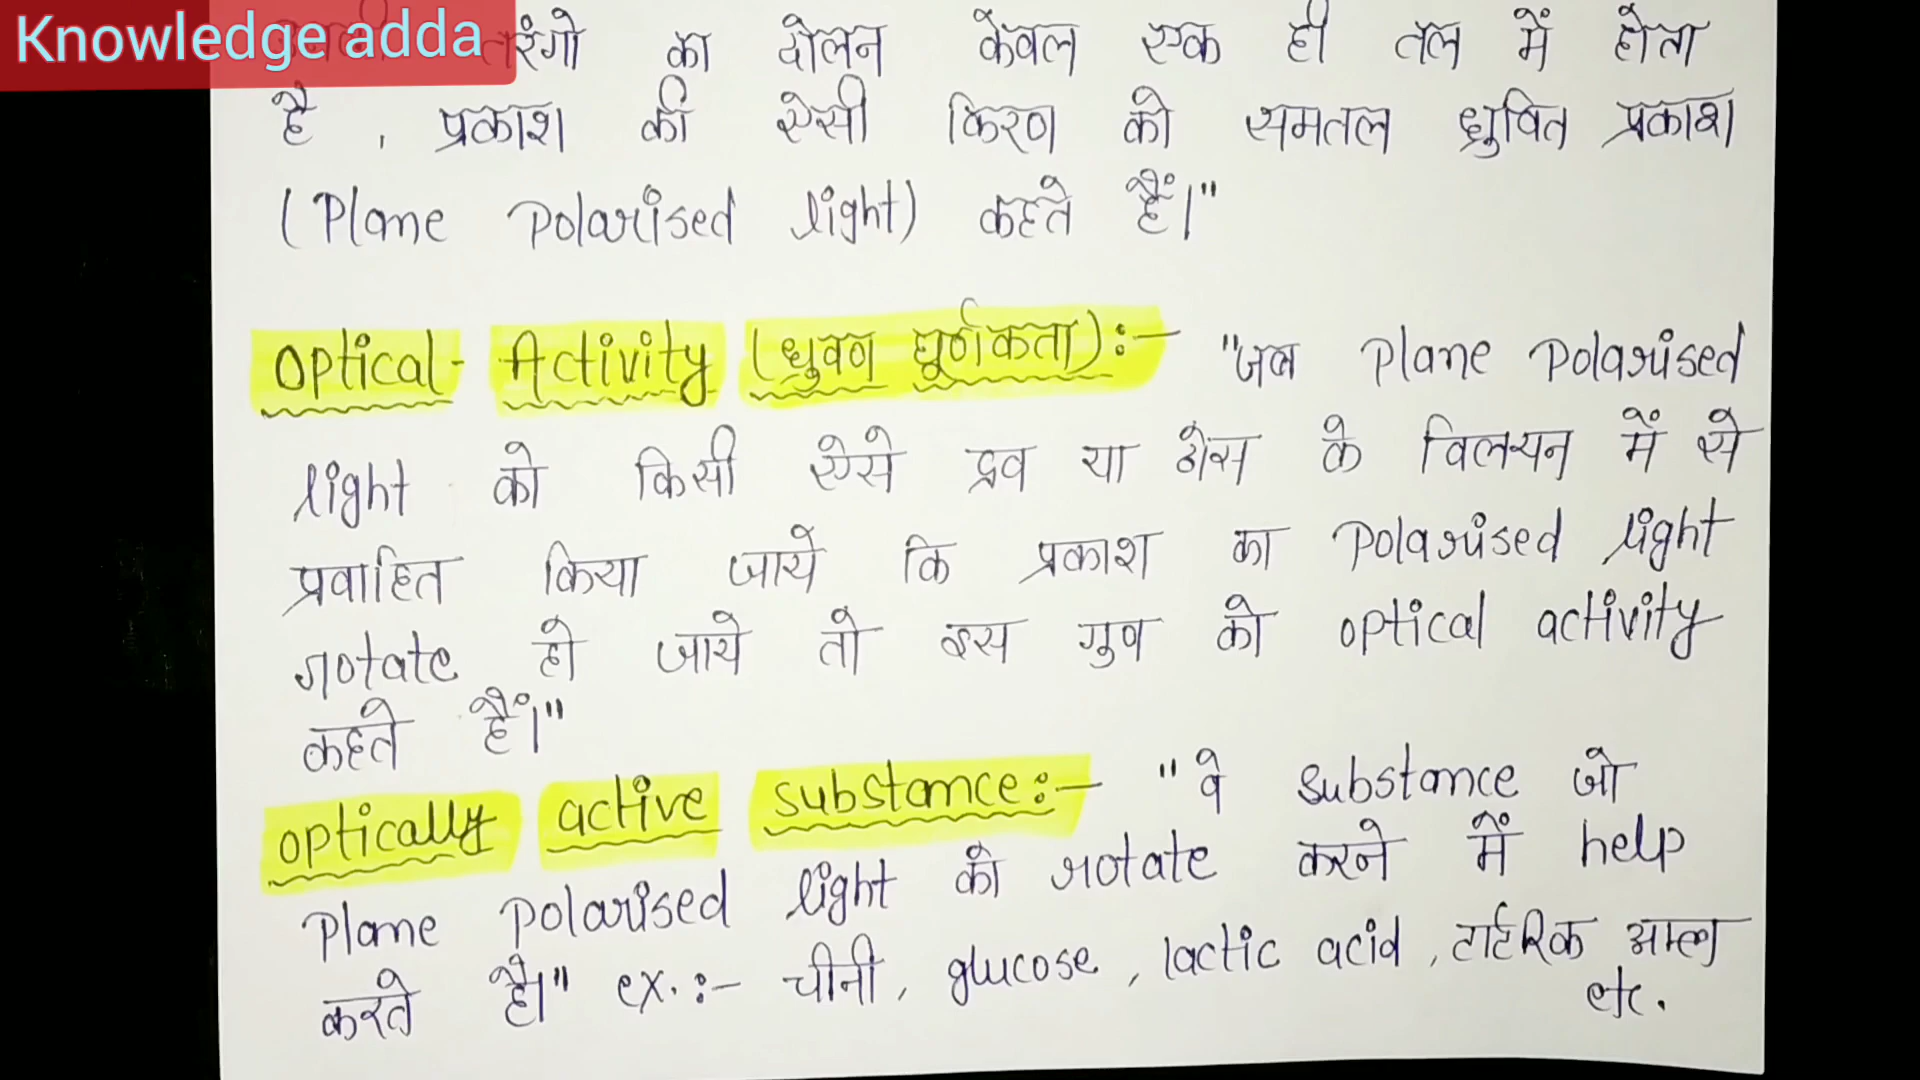 Knowledge adda
तरंगो का दोलन केवल एक ही तल में होता
है , प्रकाश की ऐसी किरण को समतल ध्रुवित प्रकाश
(Plane Polarised light) कहते हैं।"
Optical- Activity (ध्रुवण घूर्णकता) :- "जब Plane Polarised
light को किसी ऐसे द्रव या गैस के विलयन में से
प्रवाहित किया जाये कि प्रकाश का Polarised light
rotate हो जाये तो इस गुण को optical activity
कहते हैं।"
optically active substance :- "वे substance जो
Plane Polarised light को rotate करने में help
करते है।" ex. :- चीनी, glucose, lactic acid, टार्टरिक अम्ल
etc.